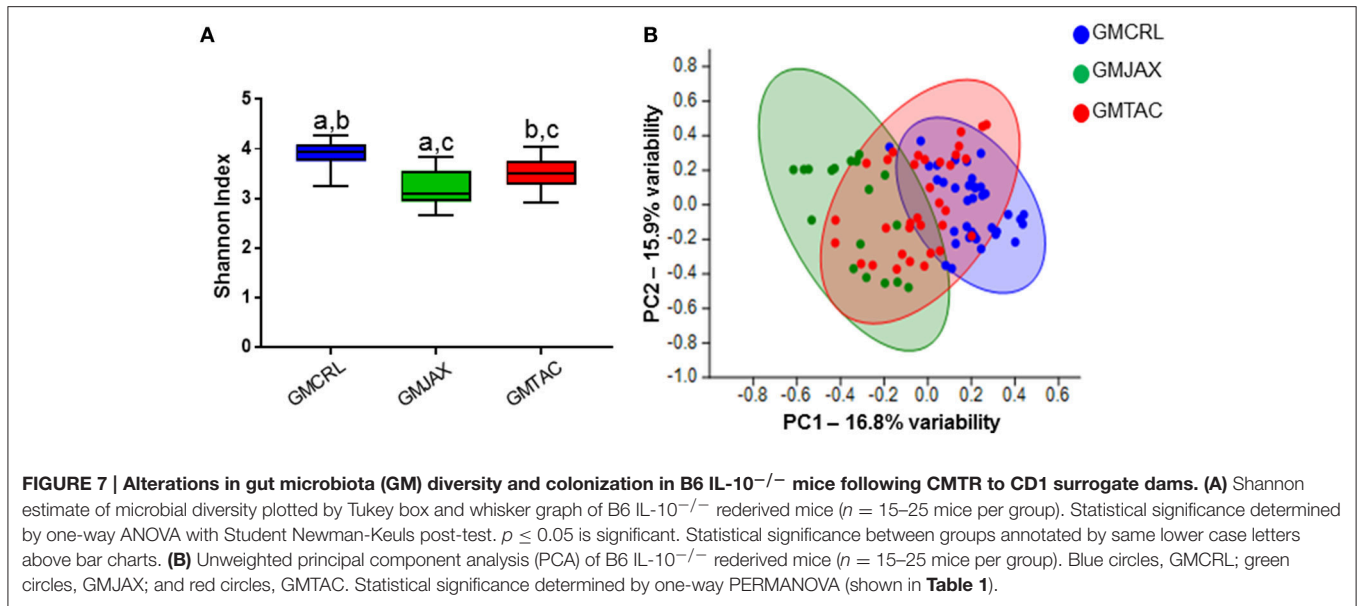 A
Shannon Index
5
4
3
2
1
0
a,b
a,c
b,c
GMCRL
GMJAX
GMTAC
B
GMCRL
GMJAX
GMTAC
PC2 – 15.9% variability
0.8
0.6
0.4
0.2
0.0
-0.2
-0.4
-0.6
-0.8
-1.0
-0.8 -0.6 -0.4 -0.2 0.0 0.2 0.4 0.6
PC1 – 16.8% variability
FIGURE 7 | Alterations in gut microbiota (GM) diversity and colonization in B6 IL-10−/− mice following CMTR to CD1 surrogate dams. (A) Shannon
estimate of microbial diversity plotted by Tukey box and whisker graph of B6 IL-10−/− rederived mice (n = 15–25 mice per group). Statistical significance determined
by one-way ANOVA with Student Newman-Keuls post-test. p ≤ 0.05 is significant. Statistical significance between groups annotated by same lower case letters
above bar charts. (B) Unweighted principal component analysis (PCA) of B6 IL-10−/− rederived mice (n = 15–25 mice per group). Blue circles, GMCRL; green
circles, GMJAX; and red circles, GMTAC. Statistical significance determined by one-way PERMANOVA (shown in Table 1).